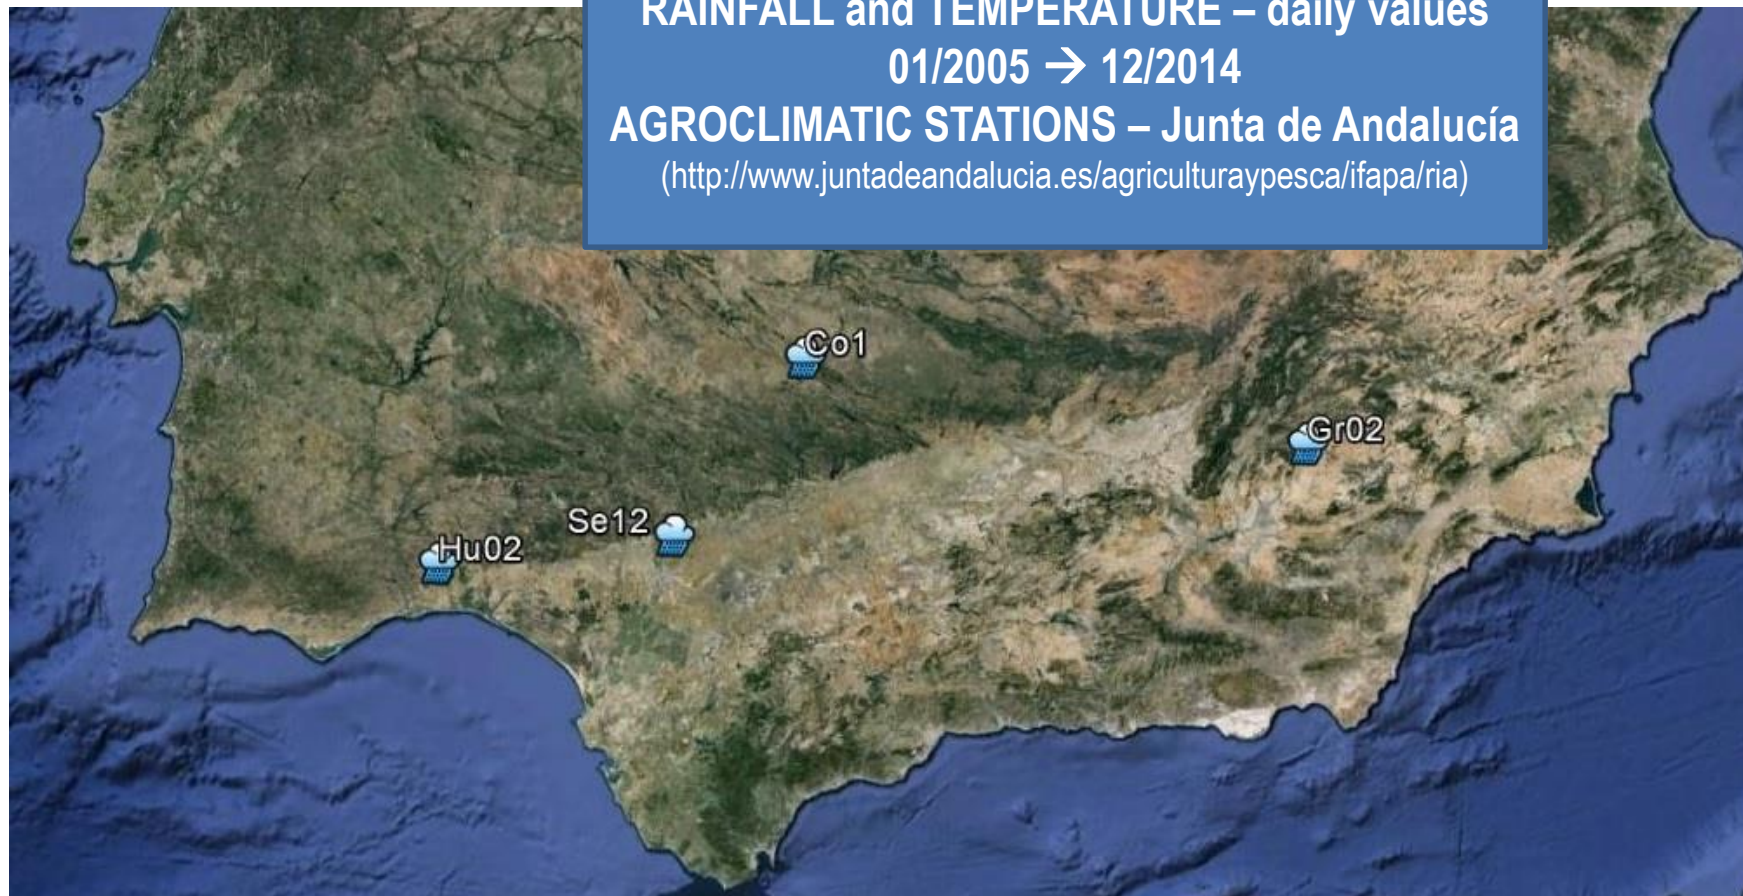 RAINFALL and TEMPERATURE – daily values
01/2005 → 12/2014
AGROCLIMATIC STATIONS – Junta de Andalucía
(http://www.juntadeandalucia.es/agriculturaypesca/ifapa/ria)
Co1
Gr02
Se12
Hu02